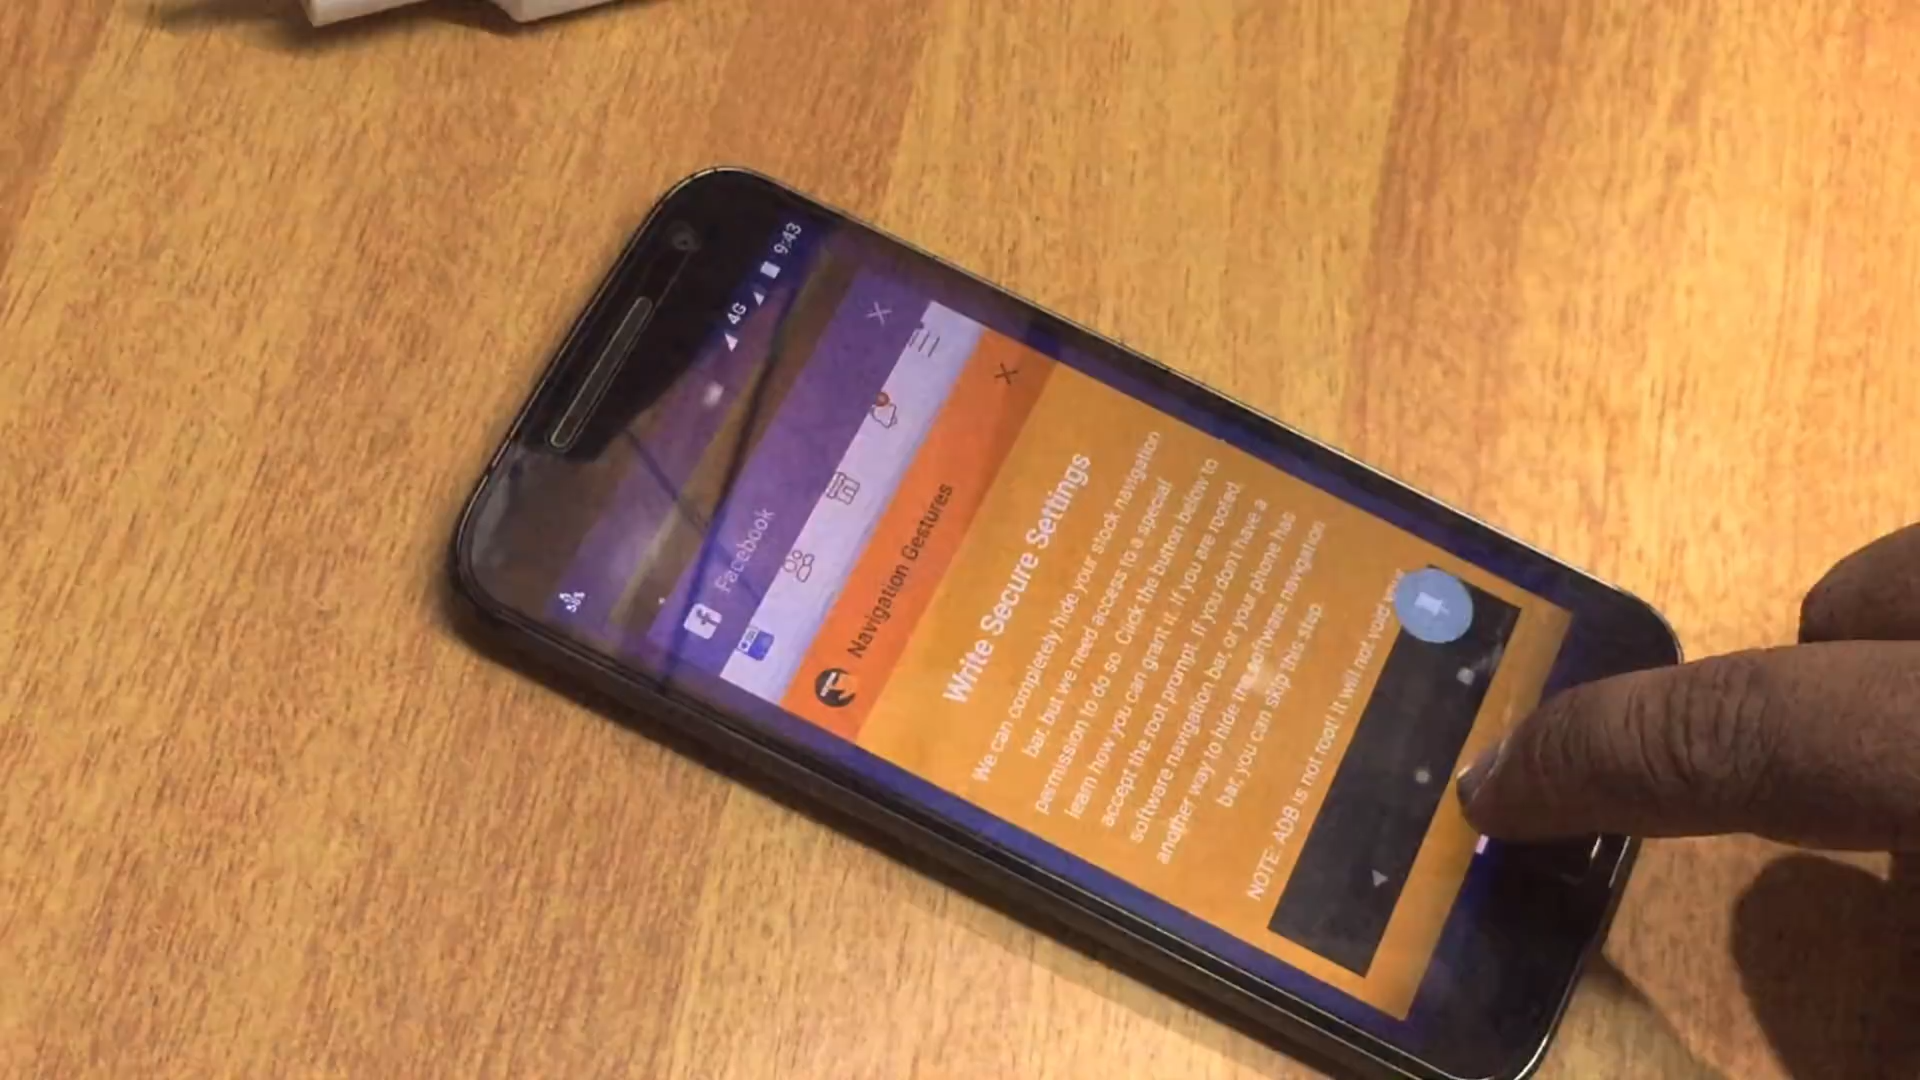 4G 9:43
Facebook
Navigation Gestures
Write Secure Settings
We can completely hide your stock navigation
bar, but we need access to a special
permission to do so. Click the button below to
learn how you can grant it. If you are rooted,
accept the root prompt. If you don't have a
software navigation bar, or your phone has
another way to hide the software navigation
bar, you can skip this step.
NOTE: ADB is not root! It will not void